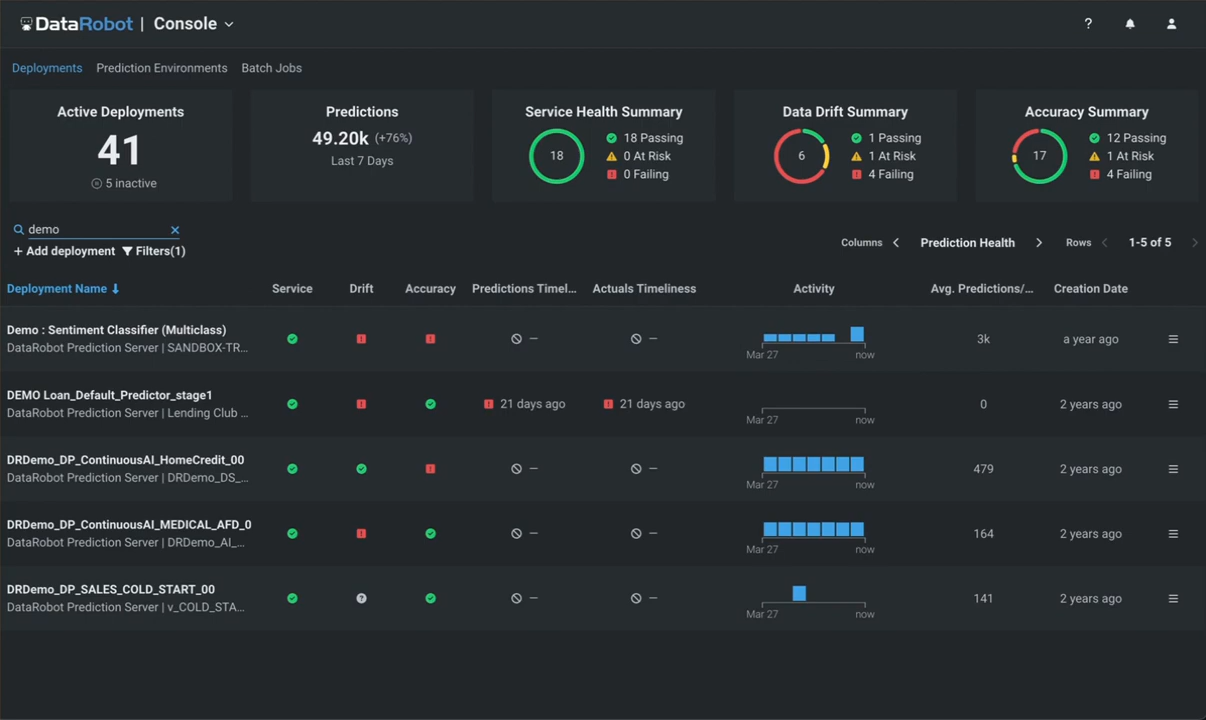 DataRobot | Console
Deployments Prediction Environments Batch Jobs
Active Deployments
41
5 inactive
Predictions
49.20k (+76%)
Last 7 Days
Service Health Summary
18
18 Passing
0 At Risk
0 Failing
Data Drift Summary
6
1 Passing
1 At Risk
4 Failing
Accuracy Summary
17
12 Passing
1 At Risk
4 Failing
demo
+ Add deployment Filters(1)
Columns Prediction Health Rows 1-5 of 5
Deployment Name Service Drift Accuracy Predictions Timel... Actuals Timeliness Activity Avg. Predictions/... Creation Date
Demo : Sentiment Classifier (Multiclass)
DataRobot Prediction Server | SANDBOX-TR...
— —
Mar 27 now
3k a year ago
DEMO Loan_Default_Predictor_stage1
DataRobot Prediction Server | Lending Club ...
21 days ago 21 days ago
Mar 27 now
0 2 years ago
DRDemo_DP_ContinuousAI_HomeCredit_00
DataRobot Prediction Server | DRDemo_DS_...
— —
Mar 27 now
479 2 years ago
DRDemo_DP_ContinuousAI_MEDICAL_AFD_0
DataRobot Prediction Server | DRDemo_AI_...
— —
Mar 27 now
164 2 years ago
DRDemo_DP_SALES_COLD_START_00
DataRobot Prediction Server | v_COLD_STA...
— —
Mar 27 now
141 2 years ago